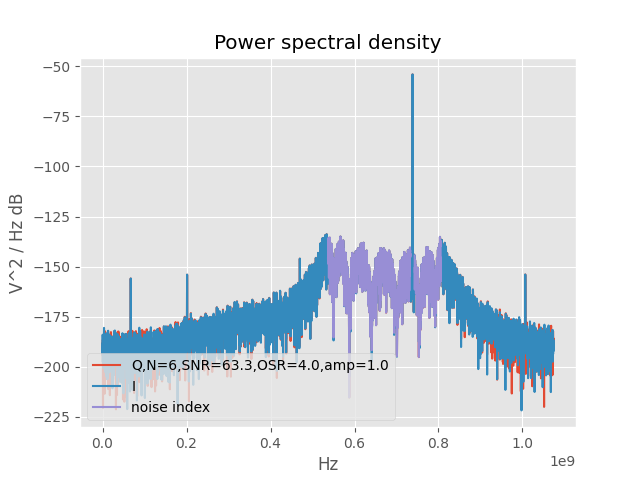 Power spectral density
V^2 / Hz dB
−50
−75
−100
−125
−150
−175
−200
−225
Q,N=6,SNR=63.3,OSR=4.0,amp=1.0
I
noise index
0.0 0.2 0.4 0.6 0.8 1.0
1e9
Hz